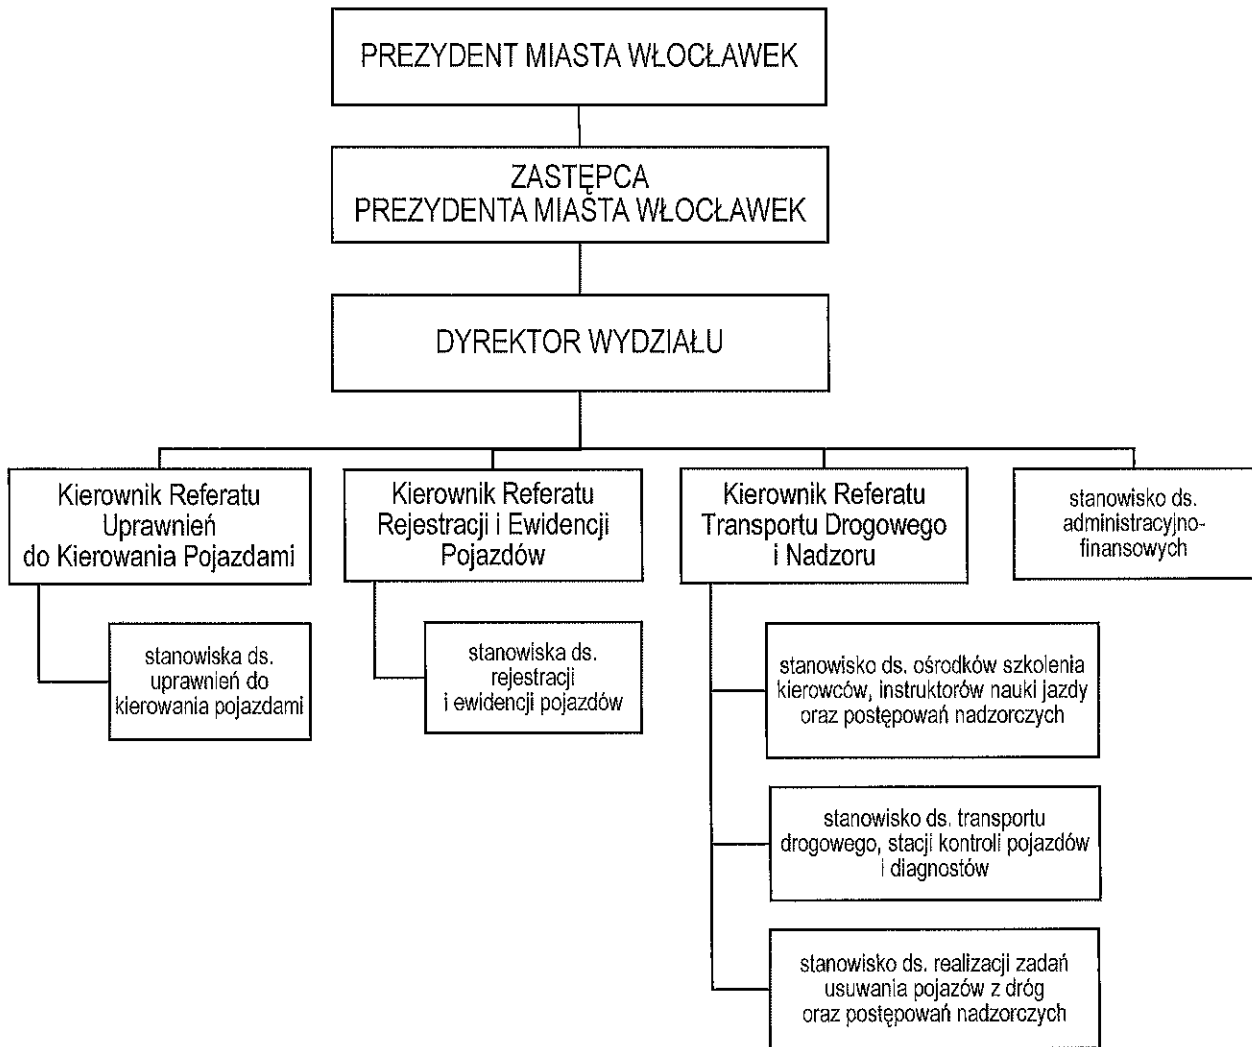 PREZYDENT MIASTA WŁOCŁAWEK
ZASTĘPCA
PREZYDENTA MIASTA WŁOCŁAWEK
DYREKTOR WYDZIAŁU
Kierownik Referatu
Uprawnień
do Kierowania Pojazdami
Kierownik Referatu
Rejestracji i Ewidencji
Pojazdów
Kierownik Referatu
Transportu Drogowego
i Nadzoru
stanowisko ds.
administracyjno-
finansowych
stanowiska ds.
uprawnień do
kierowania pojazdami
stanowiska ds.
rejestracji
i ewidencji pojazdów
stanowisko ds. ośrodków szkolenia
kierowców, instruktorów nauki jazdy
oraz postępowań nadzorczych
stanowisko ds. transportu
drogowego, stacji kontroli pojazdów
i diagnostów
stanowisko ds. realizacji zadań
usuwania pojazów z dróg
oraz postępowań nadzorczych